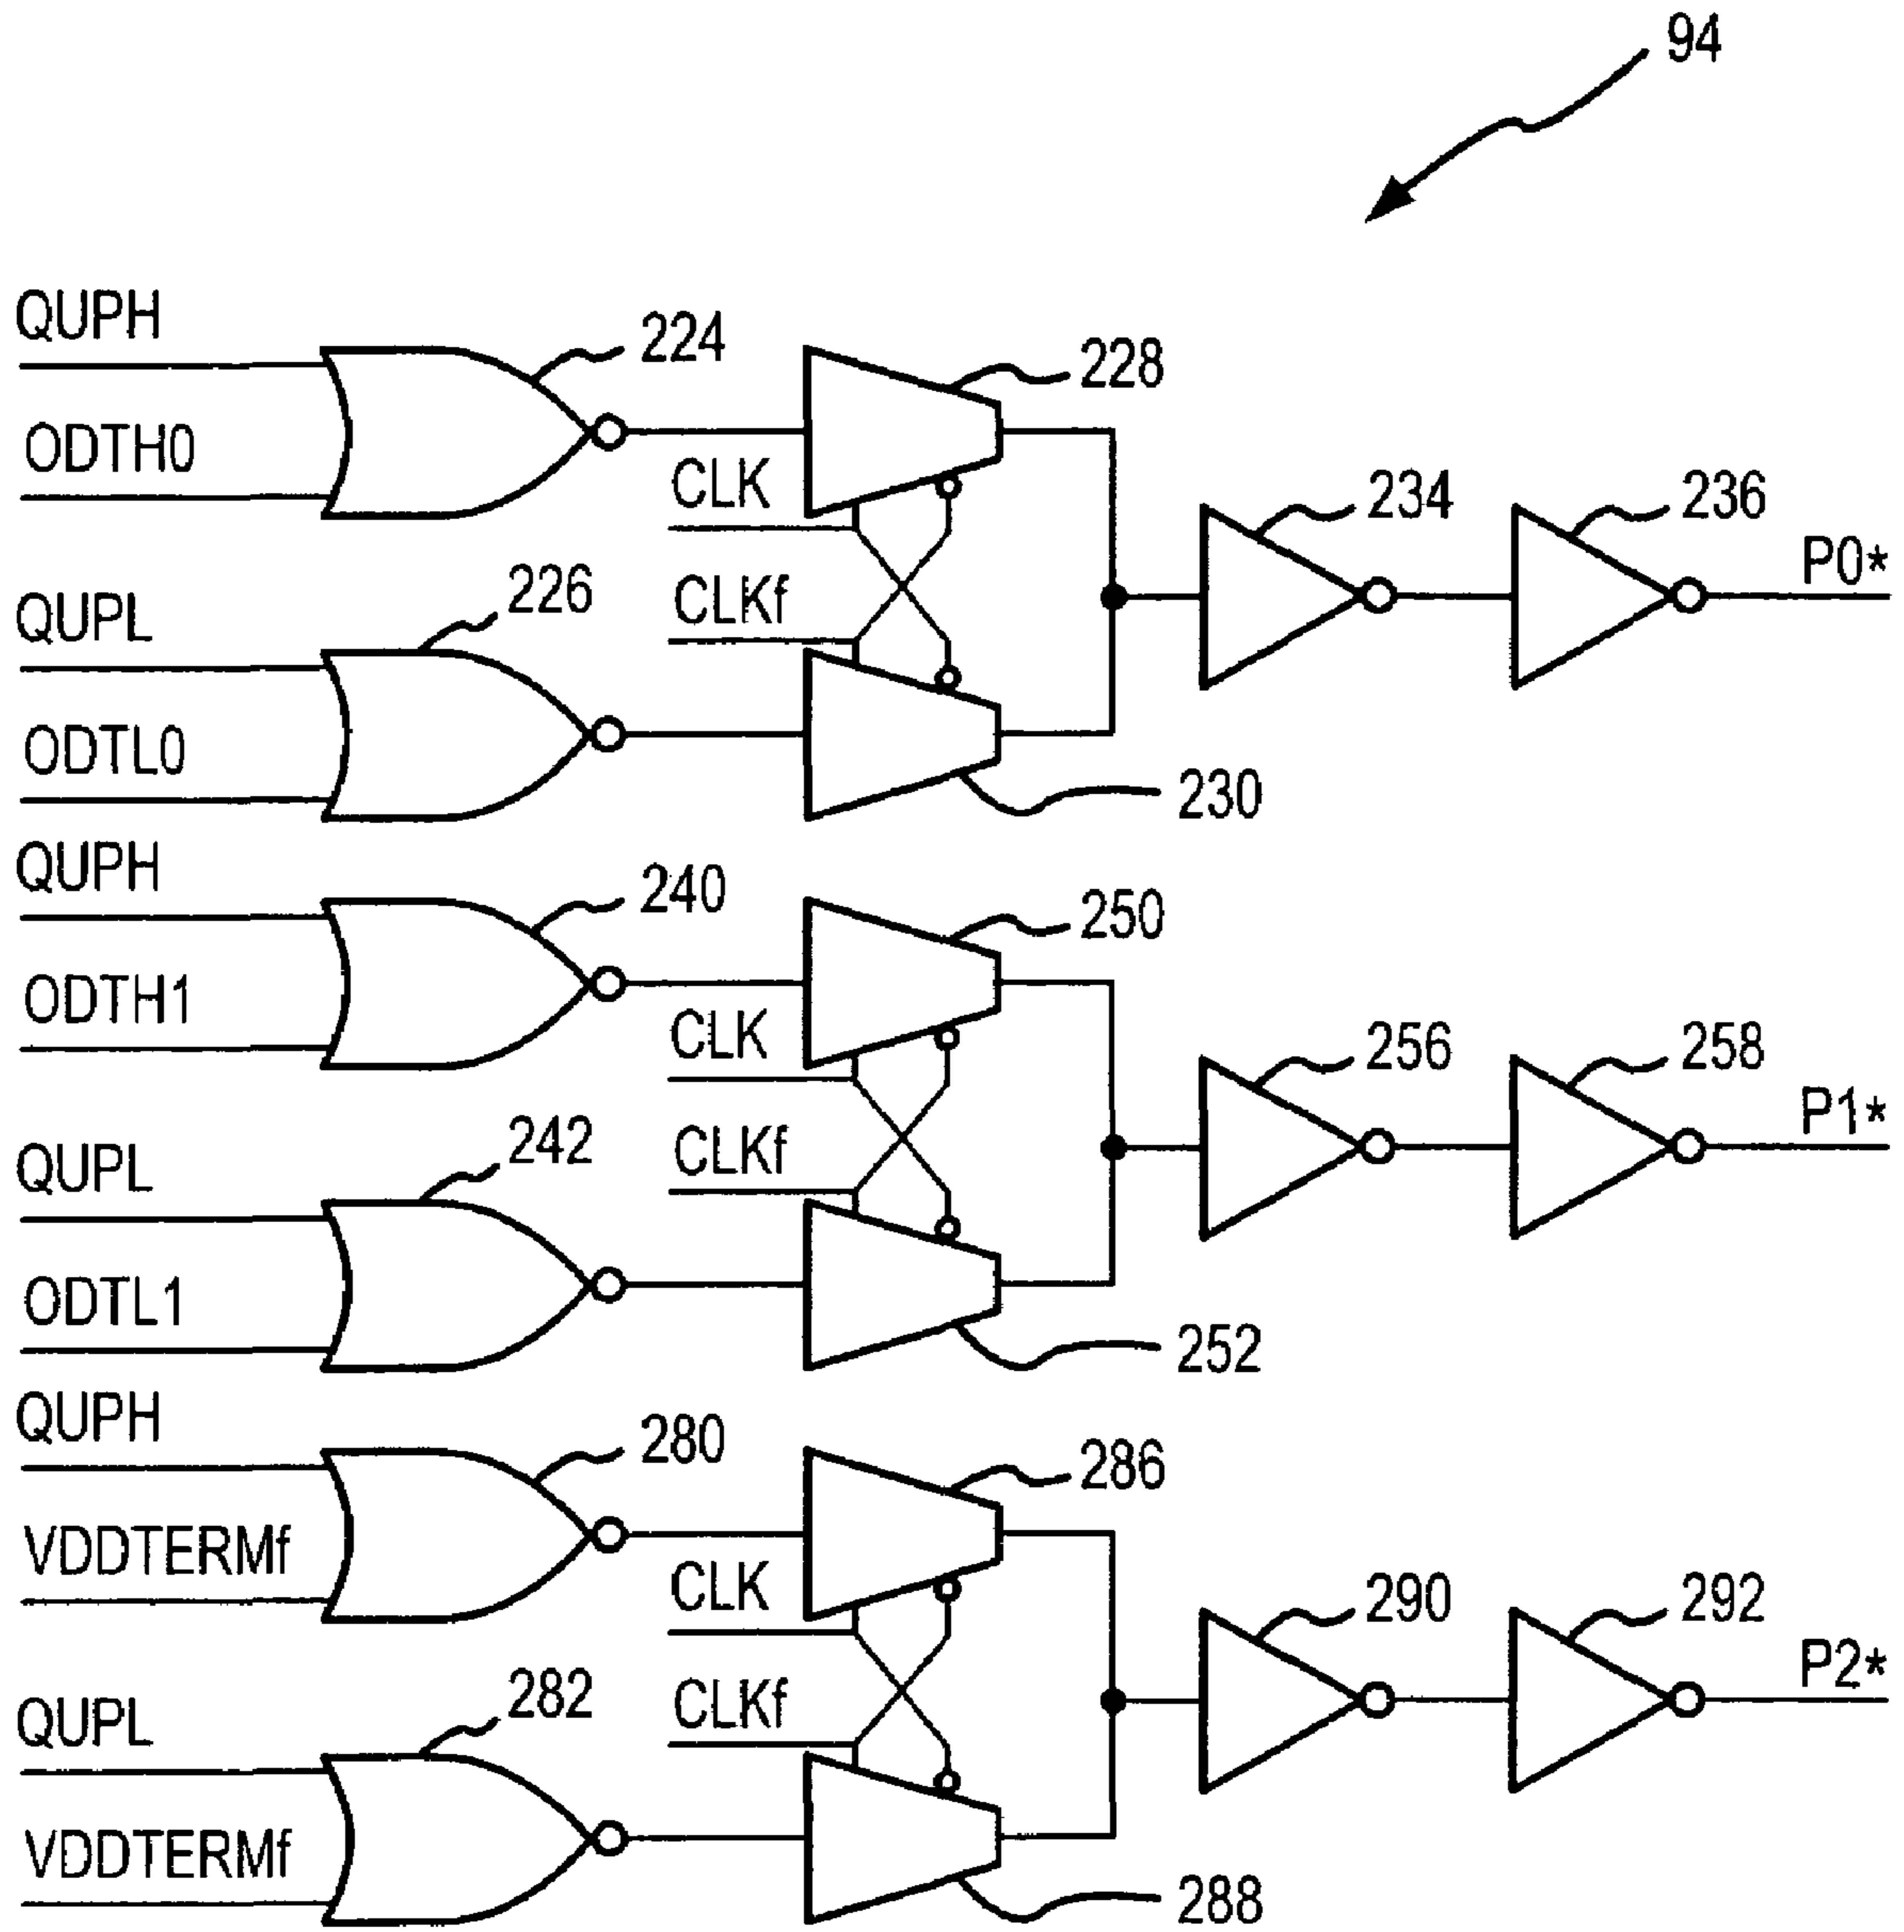 94
QUPH
224
228
ODTH0
CLK
234
236
P0*
QUPL
226
CLKf
ODTL0
230
QUPH
240
250
ODTH1
CLK
256
258
P1*
QUPL
242
CLKf
ODTL1
252
QUPH
280
286
VDDTERMf
CLK
290
292
P2*
QUPL
282
CLKf
VDDTERMf
288